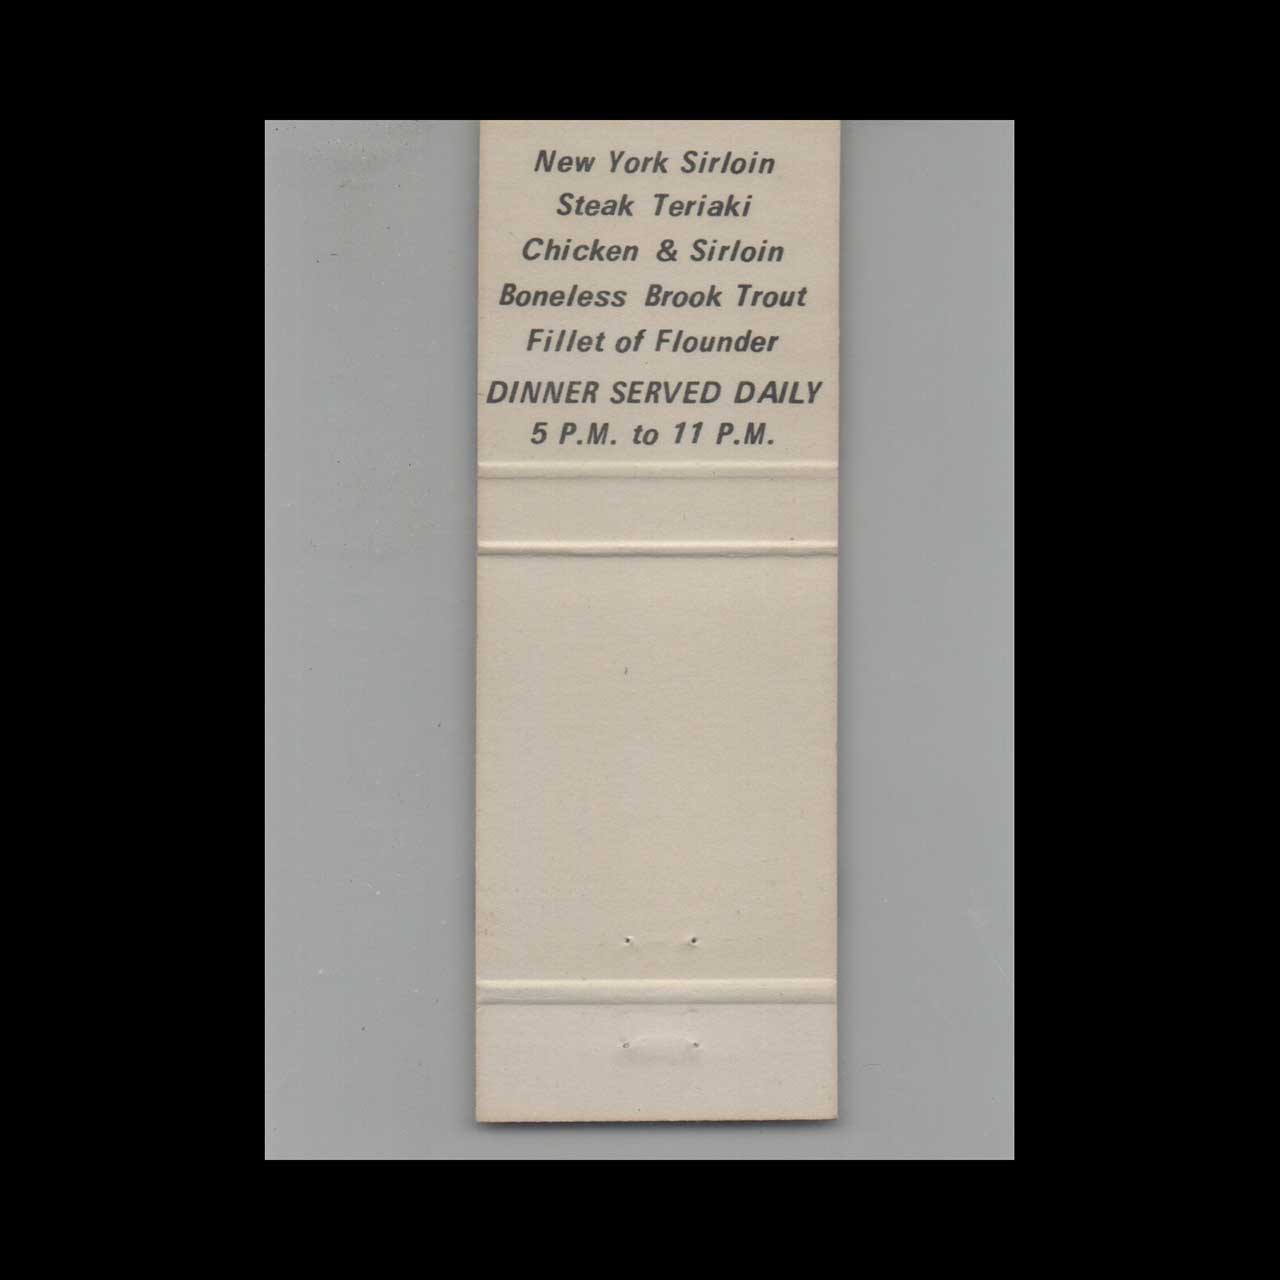 New York Sirloin
Steak Teriaki
Chicken & Sirloin
Boneless Brook Trout
Fillet of Flounder
DINNER SERVED DAILY
5 P.M. to 11 P.M.